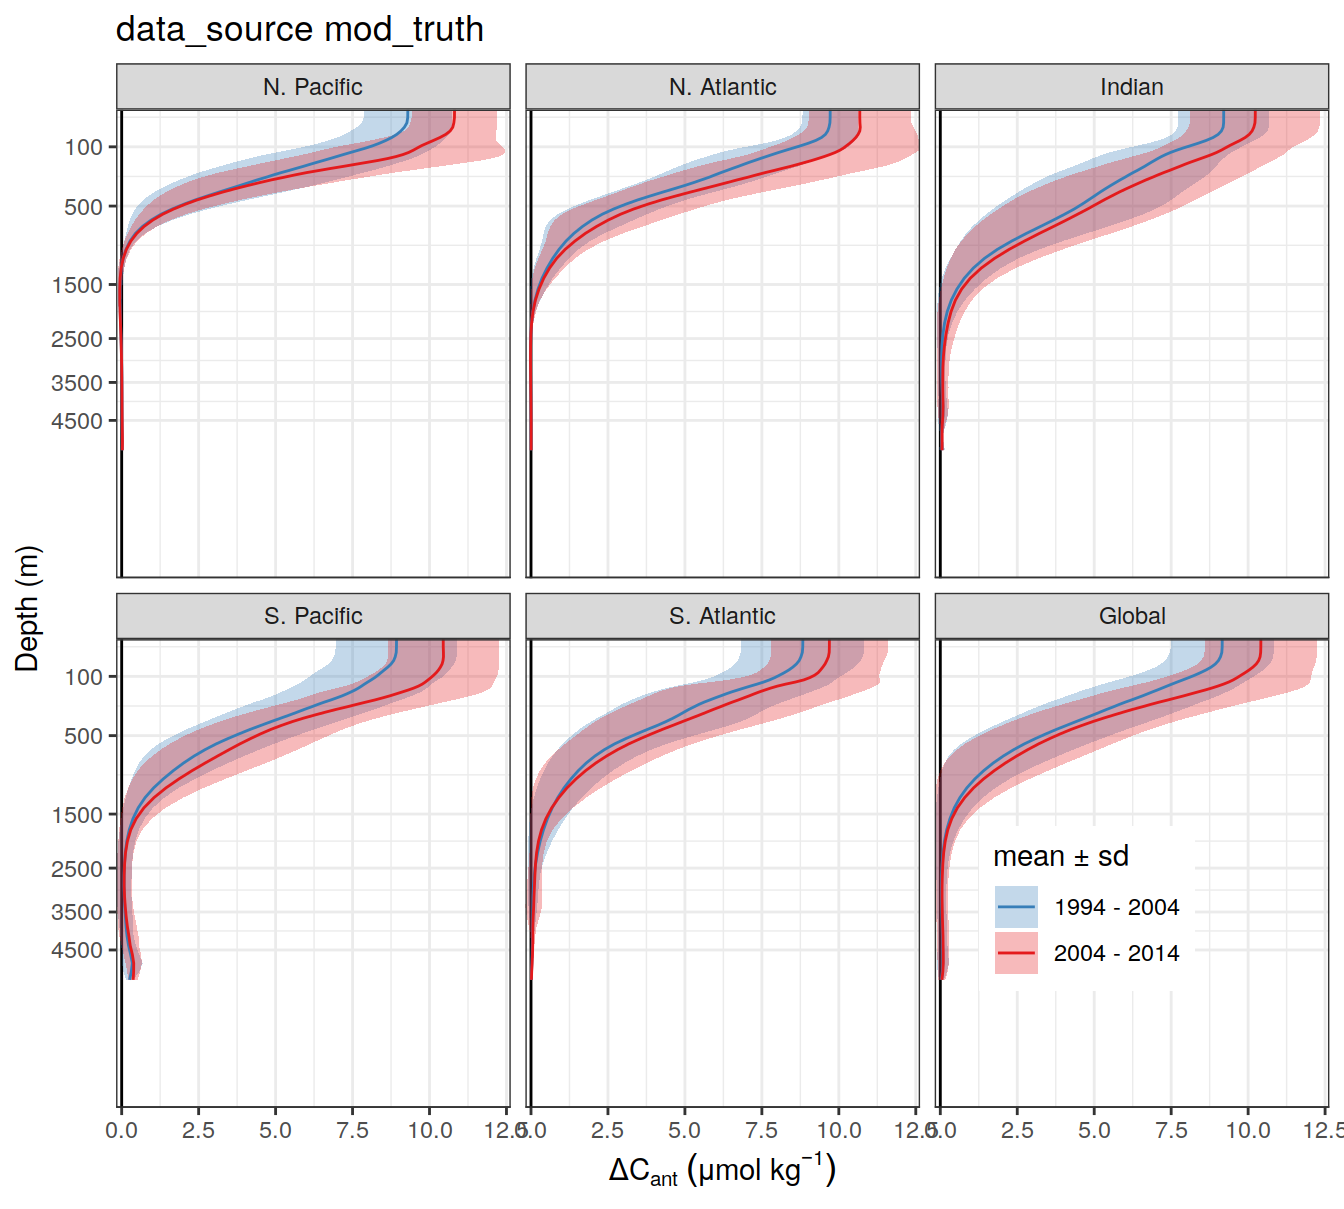 data_source mod_truth
N. Pacific
N. Atlantic
Indian
100
500
1500
2500
3500
4500
S. Pacific
S. Atlantic
Global
100
500
1500
2500
3500
4500
Depth (m)
mean ± sd
1994 - 2004
2004 - 2014
0.0 2.5 5.0 7.5 10.0 12.5
0.0 2.5 5.0 7.5 10.0 12.5
0.0 2.5 5.0 7.5 10.0 12.5
ΔCant (μmol kg−1)